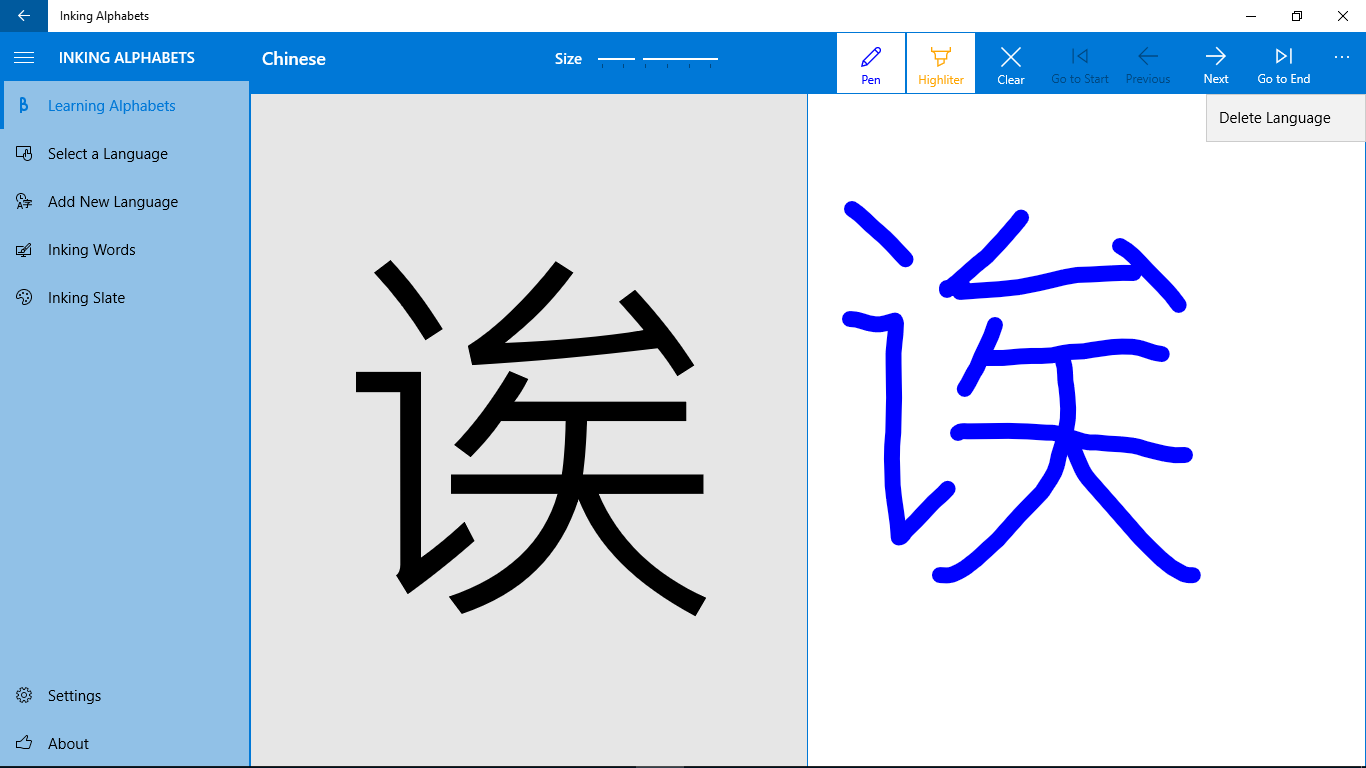 Inking Alphabets
INKING ALPHABETS
Chinese
Size
Pen
Highliter
Clear
Go to Start
Previous
Next
Go to End
Delete Language
Learning Alphabets
Select a Language
Add New Language
Inking Words
Inking Slate
Settings
About
诶
诶